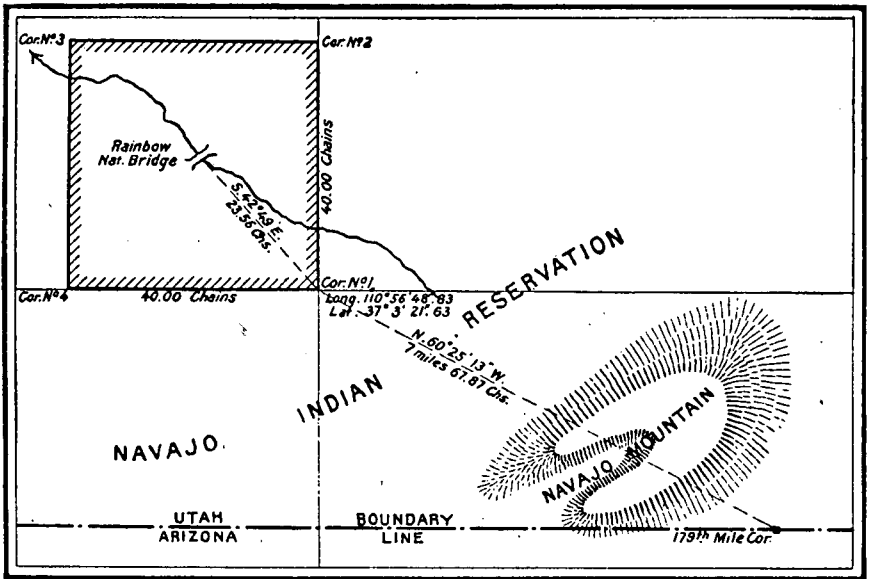 Cor. Nº 3
Cor. Nº 2
Rainbow
Nat. Bridge
40.00 Chains
S. 42° 49' E.
23.56 Chs.
Cor. Nº 1
Cor. Nº 4
40.00 Chains
Long. 110° 56' 48". 83
Lat. 37° 3' 21". 63
N. 60° 25' 13" W.
7 miles 67.87 Chs.
NAVAJO INDIAN RESERVATION
NAVAJO MOUNTAIN
UTAH BOUNDARY
ARIZONA LINE
179th Mile Cor.